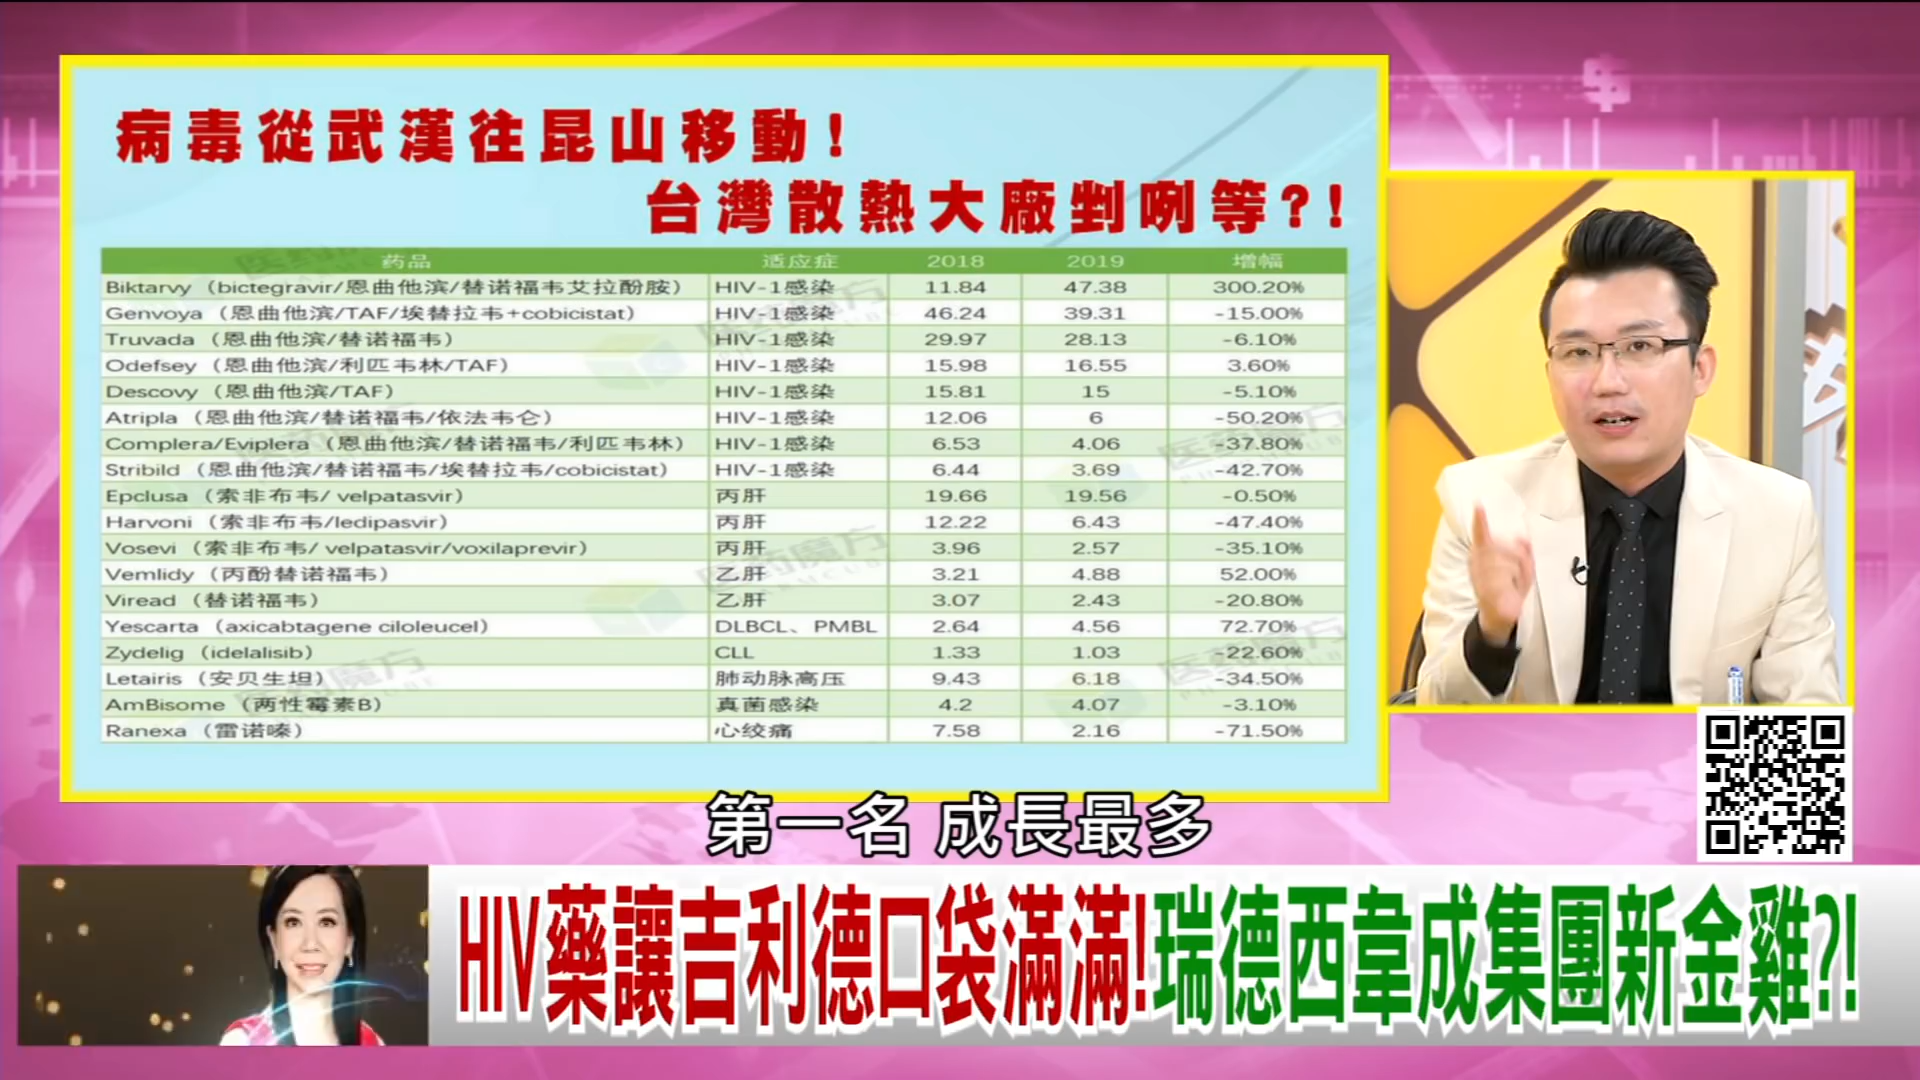 病毒從武漢往昆山移動!
台灣散熱大廠剉咧等?!
药品 适应症 2018 2019 增幅
Biktarvy（bictegravir/恩曲他滨/替诺福韦艾拉酚胺） HIV-1感染 11.84 47.38 300.20%
Genvoya（恩曲他滨/TAF/埃替拉韦+cobicistat） HIV-1感染 46.24 39.31 -15.00%
Truvada（恩曲他滨/替诺福韦） HIV-1感染 29.97 28.13 -6.10%
Odefsey（恩曲他滨/利匹韦林/TAF） HIV-1感染 15.98 16.55 3.60%
Descovy（恩曲他滨/TAF） HIV-1感染 15.81 15 -5.10%
Atripla（恩曲他滨/替诺福韦/依法韦仑） HIV-1感染 12.06 6 -50.20%
Complera/Eviplera（恩曲他滨/替诺福韦/利匹韦林） HIV-1感染 6.53 4.06 -37.80%
Stribild（恩曲他滨/替诺福韦/埃替拉韦/cobicistat） HIV-1感染 6.44 3.69 -42.70%
Epclusa（索非布韦/ velpatasvir） 丙肝 19.66 19.56 -0.50%
Harvoni（索非布韦/ledipasvir） 丙肝 12.22 6.43 -47.40%
Vosevi（索非布韦/ velpatasvir/voxilaprevir） 丙肝 3.96 2.57 -35.10%
Vemlidy（丙酚替诺福韦） 乙肝 3.21 4.88 52.00%
Viread（替诺福韦） 乙肝 3.07 2.43 -20.80%
Yescarta（axicabtagene ciloleucel） DLBCL、PMBL 2.64 4.56 72.70%
Zydelig（idelalisib） CLL 1.33 1.03 -22.60%
Letairis（安贝生坦） 肺动脉高压 9.43 6.18 -34.50%
AmBisome（两性霉素B） 真菌感染 4.2 4.07 -3.10%
Ranexa（雷诺嗪） 心绞痛 7.58 2.16 -71.50%
第一名 成長最多
HIV藥讓吉利德口袋滿滿!瑞德西韋成集團新金雞?!